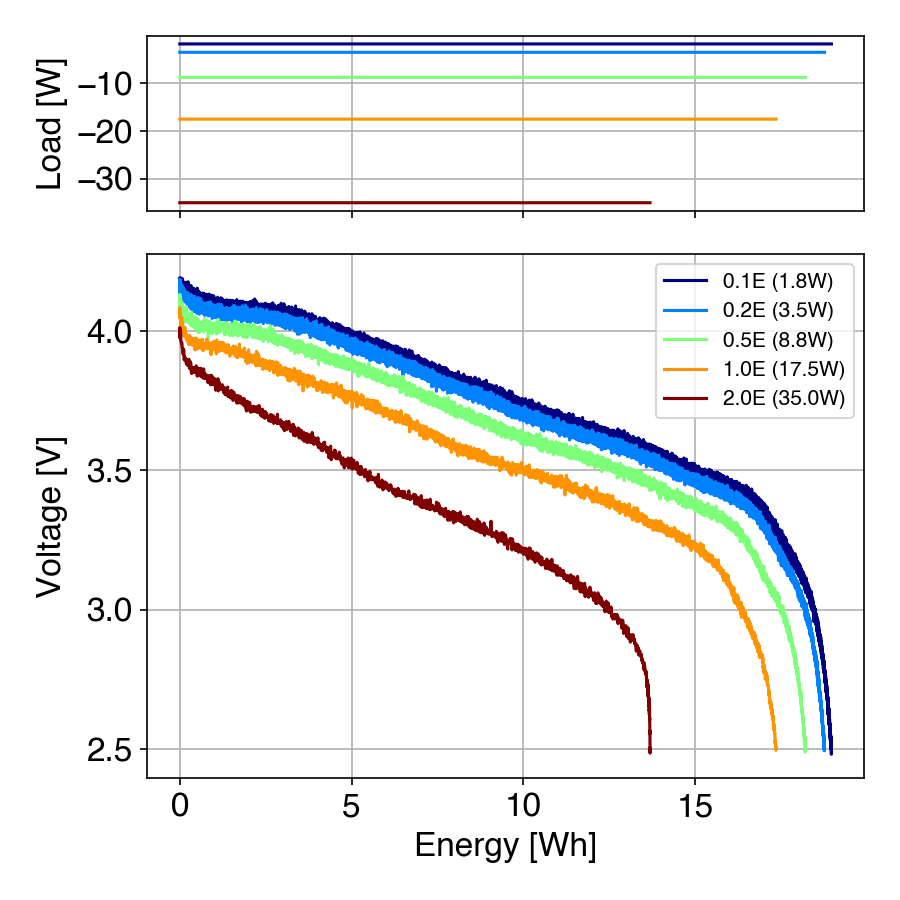 Load [W]
−10
−20
−30
Voltage [V]
4.0
3.5
3.0
2.5
0.1E (1.8W)
0.2E (3.5W)
0.5E (8.8W)
1.0E (17.5W)
2.0E (35.0W)
0 5 10 15
Energy [Wh]